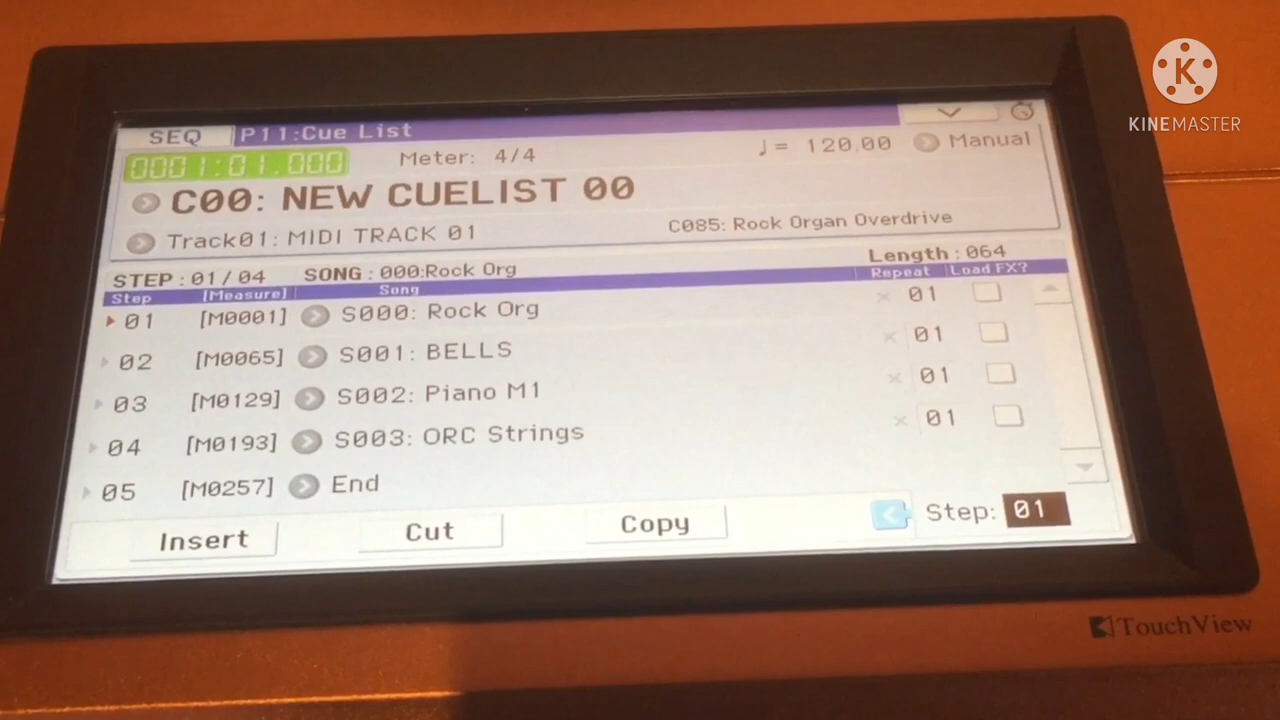 K
KINEMASTER
SEQ P11:Cue List
0001:01.000 Meter: 4/4 ♩= 120.00 Manual
C00: NEW CUELIST 00
Track01: MIDI TRACK 01 C085: Rock Organ Overdrive
STEP : 01/04 SONG : 000:Rock Org Length : 064
Step [Measure] Song Repeat Load FX?
01 [M0001] S000: Rock Org × 01
02 [M0065] S001: BELLS × 01
03 [M0129] S002: Piano M1 × 01
04 [M0193] S003: ORC Strings × 01
05 [M0257] End
Insert Cut Copy Step: 01
TouchView